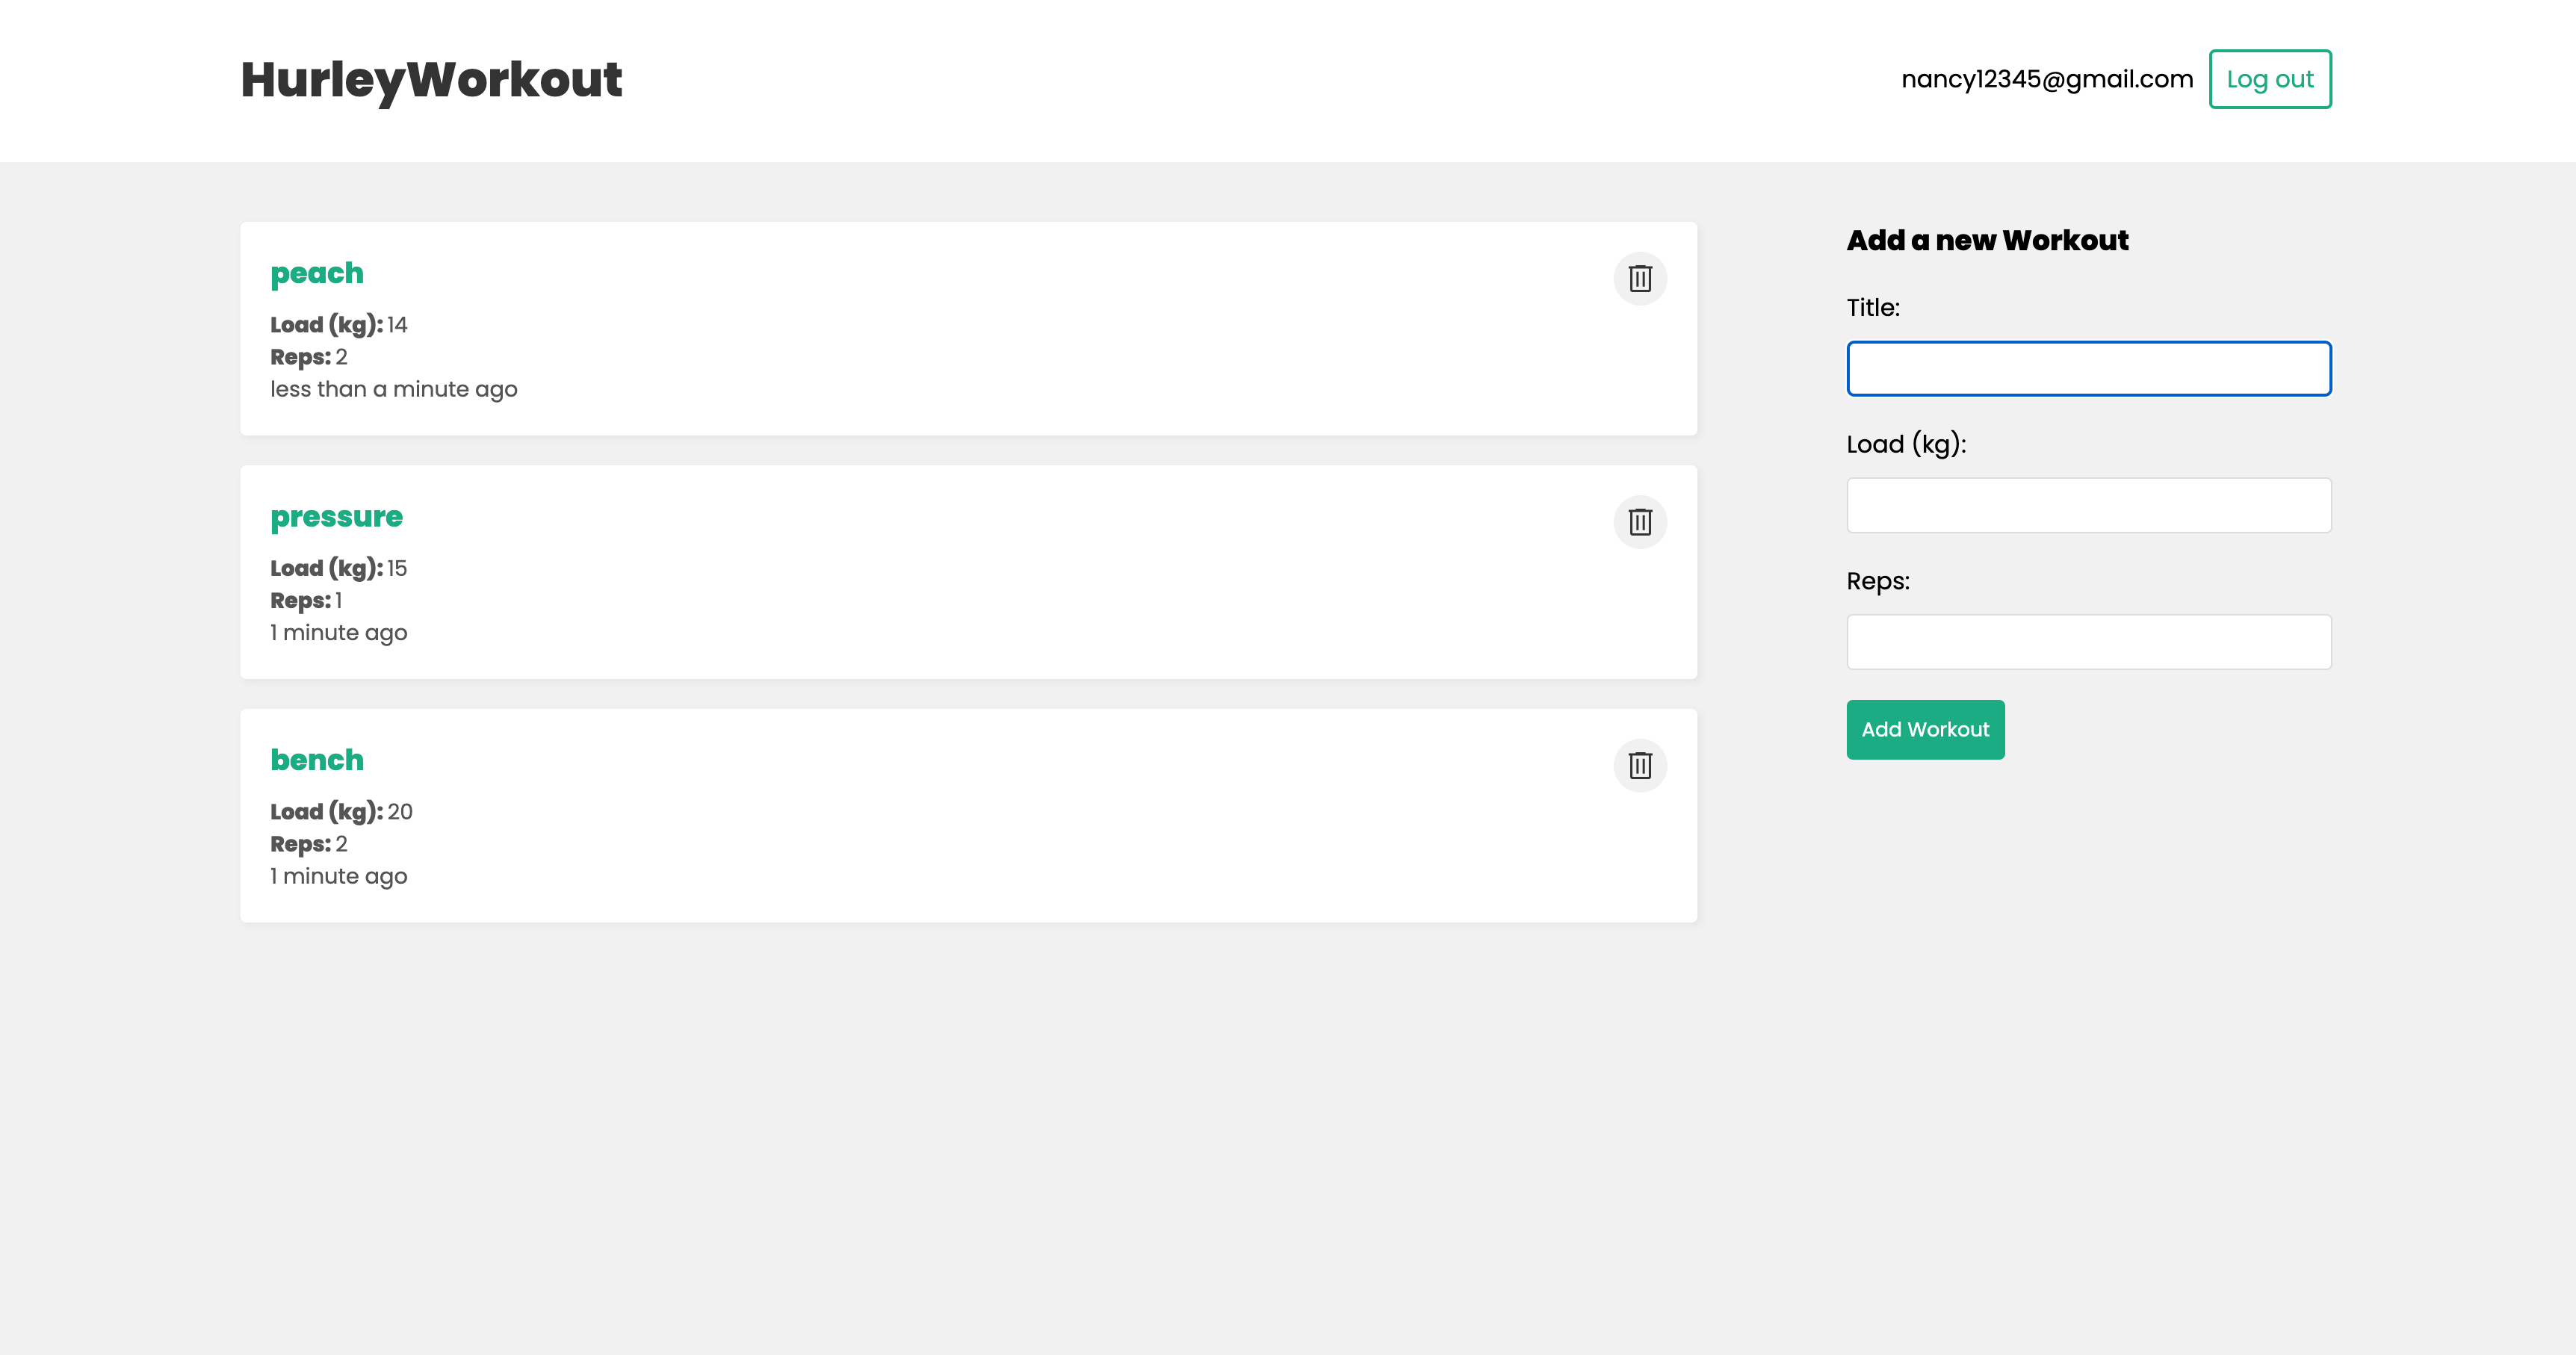 HurleyWorkout
nancy12345@gmail.com
Log out
peach
Load (kg): 14
Reps: 2
less than a minute ago
pressure
Load (kg): 15
Reps: 1
1 minute ago
bench
Load (kg): 20
Reps: 2
1 minute ago
Add a new Workout
Title:
Load (kg):
Reps:
Add Workout